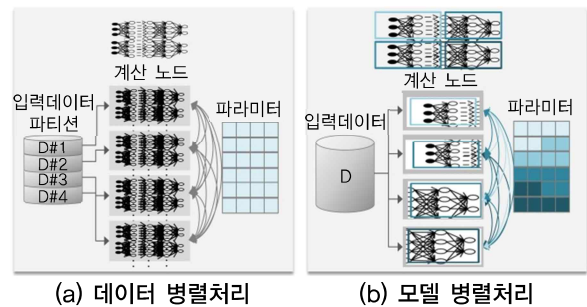 계산 노드
입력데이터
파티션
D#1
D#2
D#3
D#4
파라미터
(a) 데이터 병렬처리
계산 노드
입력데이터
D
파라미터
(b) 모델 병렬처리